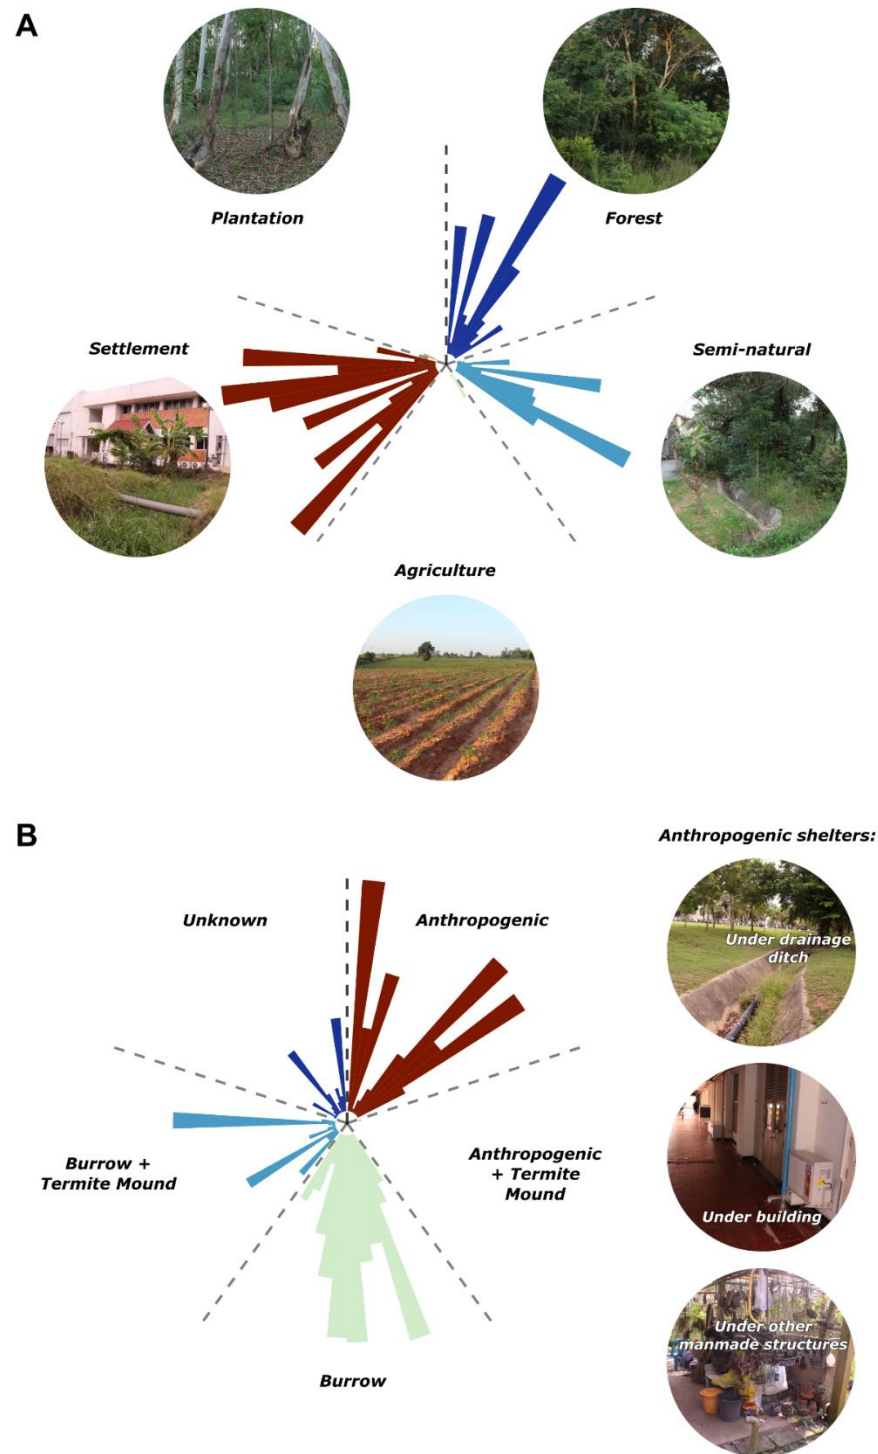 A
Plantation
Forest
Settlement
Semi-natural
Agriculture
B
Anthropogenic shelters:
Unknown
Anthropogenic
Under drainage
ditch
Burrow +
Termite Mound
Anthropogenic
+ Termite
Mound
Under building
Under other
manmade structures
Burrow